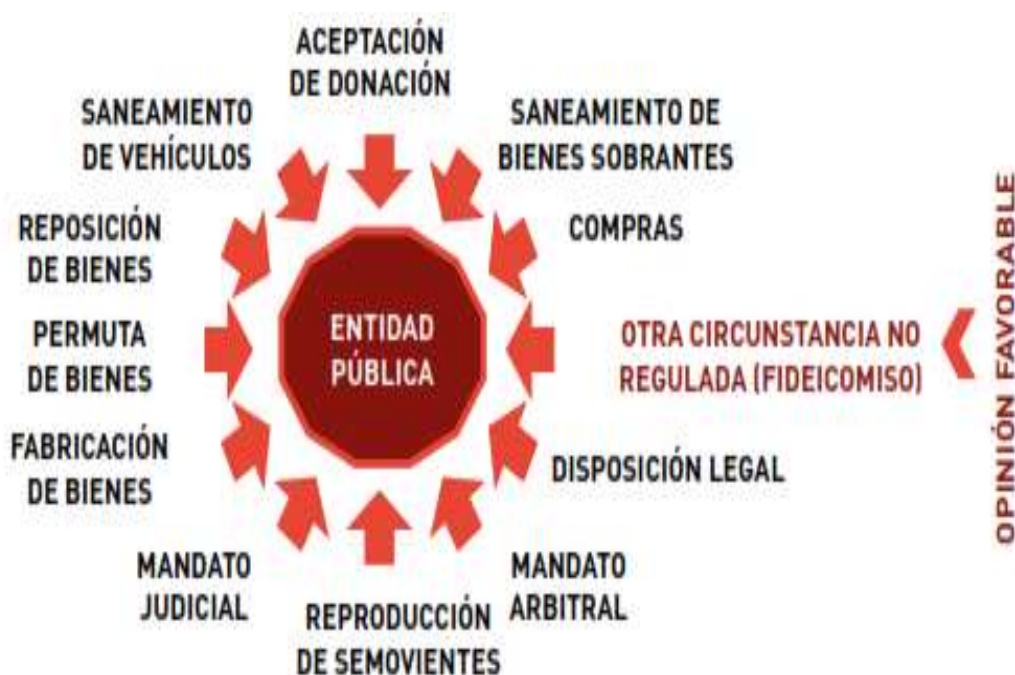 ACEPTACIÓN
DE DONACIÓN
SANEAMIENTO
DE VEHÍCULOS
SANEAMIENTO DE
BIENES SOBRANTES
REPOSICIÓN
DE BIENES
COMPRAS
PERMUTA
DE BIENES
ENTIDAD
PÚBLICA
OTRA CIRCUNSTANCIA NO
REGULADA (FIDEICOMISO)
OPINIÓN FAVORABLE
FABRICACIÓN
DE BIENES
DISPOSICIÓN LEGAL
MANDATO
JUDICIAL
REPRODUCCIÓN
DE SEMOVIENTES
MANDATO
ARBITRAL